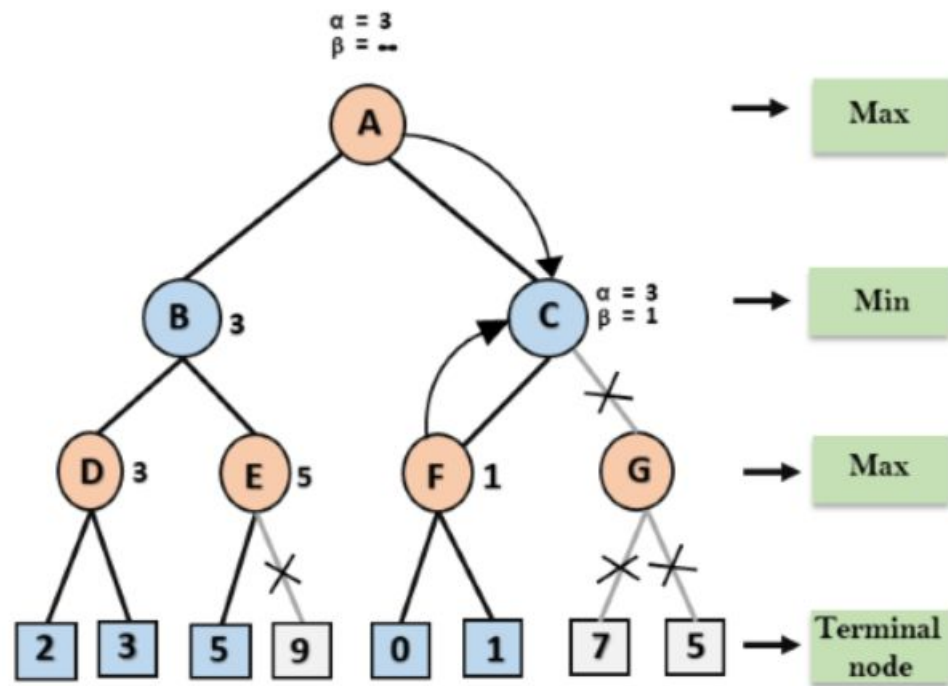 α = 3
β = ∞
A
Max
B
3
C
α = 3
β = 1
Min
D
3
E
5
F
1
G
Max
2
3
5
9
0
1
7
5
Terminal
node